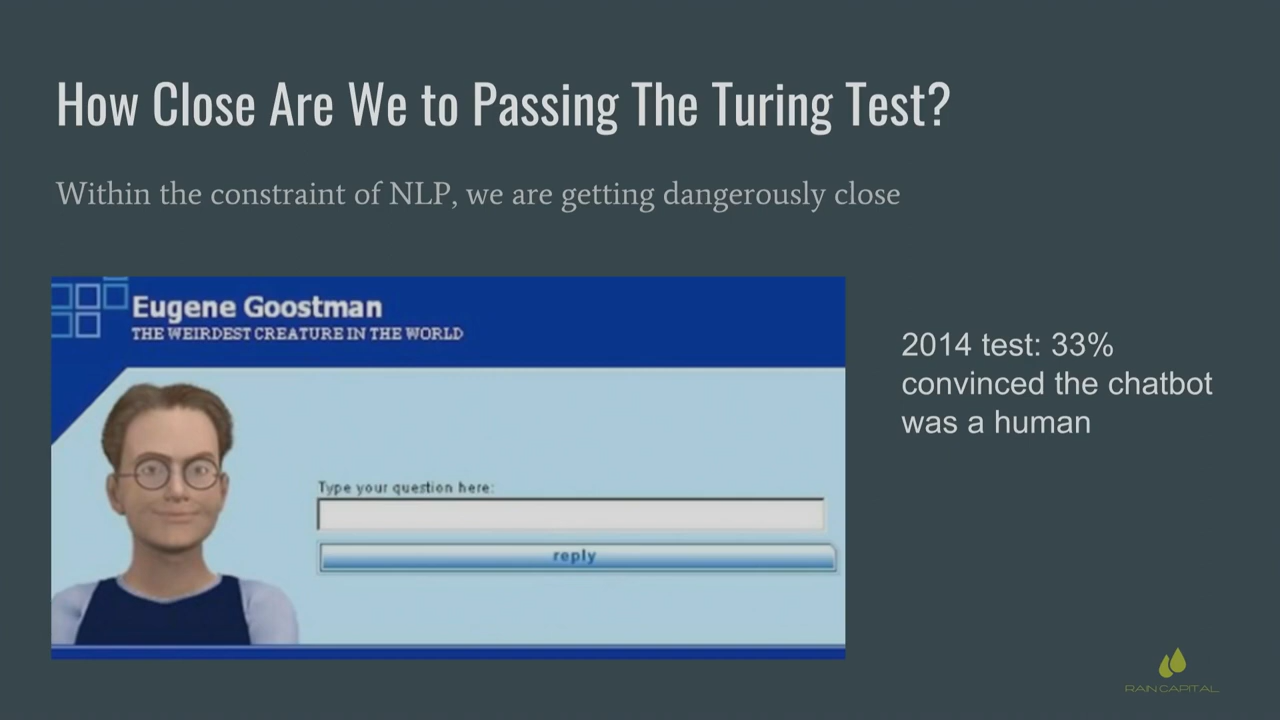 How Close Are We to Passing The Turing Test?
Within the constraint of NLP, we are getting dangerously close
Eugene Goostman
THE WEIRDEST CREATURE IN THE WORLD
2014 test: 33%
convinced the chatbot
was a human
Type your question here:
reply
RAIN CAPITAL